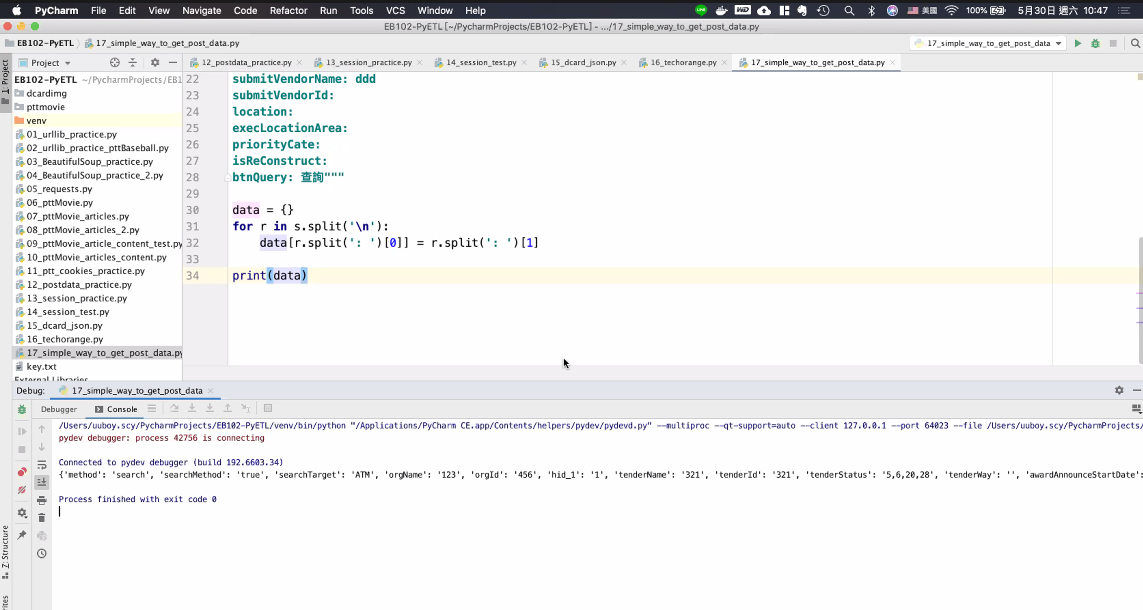 PyCharm File Edit View Navigate Code Refactor Run Tools VCS Window Help
LINE WD 美國 100% 5月30日 週六 10:47
EB102-PyETL [~/PycharmProjects/EB102-PyETL] - .../17_simple_way_to_get_post_data.py
EB102-PyETL 17_simple_way_to_get_post_data.py
17_simple_way_to_get_post_data
Project
12_postdata_practice.py 13_session_practice.py 14_session_test.py 15_dcard_json.py 16_techorange.py 17_simple_way_to_get_post_data.py
1: Project
EB102-PyETL ~/PycharmProjects/EB1
dcardimg
pttmovie
venv
01_urllib_practice.py
02_urllib_practice_pttBaseball.py
03_BeautifulSoup_practice.py
04_BeautifulSoup_practice_2.py
05_requests.py
06_pttMovie.py
07_pttMovie_articles.py
08_pttMovie_articles_2.py
09_pttMovie_article_content_test.py
10_pttMovie_articles_content.py
11_ptt_cookies_practice.py
12_postdata_practice.py
13_session_practice.py
14_session_test.py
15_dcard_json.py
16_techorange.py
17_simple_way_to_get_post_data.py
key.txt
External Libraries
22 submitVendorName: ddd
23 submitVendorId:
24 location:
25 execLocationArea:
26 priorityCate:
27 isReConstruct:
28 btnQuery: 查詢"""
29
30 data = {}
31 for r in s.split('\n'):
32 data[r.split(': ')[0]] = r.split(': ')[1]
33
34 print(data)
Debug: 17_simple_way_to_get_post_data
Debugger Console
/Users/uuboy.scy/PycharmProjects/EB102-PyETL/venv/bin/python "/Applications/PyCharm CE.app/Contents/helpers/pydev/pydevd.py" --multiproc --qt-support=auto --client 127.0.0.1 --port 64023 --file /Users/uuboy.scy/PycharmProjects/
pydev debugger: process 42756 is connecting
Connected to pydev debugger (build 192.6603.34)
{'method': 'search', 'searchMethod': 'true', 'searchTarget': 'ATM', 'orgName': '123', 'orgId': '456', 'hid_1': '1', 'tenderName': '321', 'tenderId': '321', 'tenderStatus': '5,6,20,28', 'tenderWay': '', 'awardAnnounceStartDate':
Process finished with exit code 0
Z: Structure